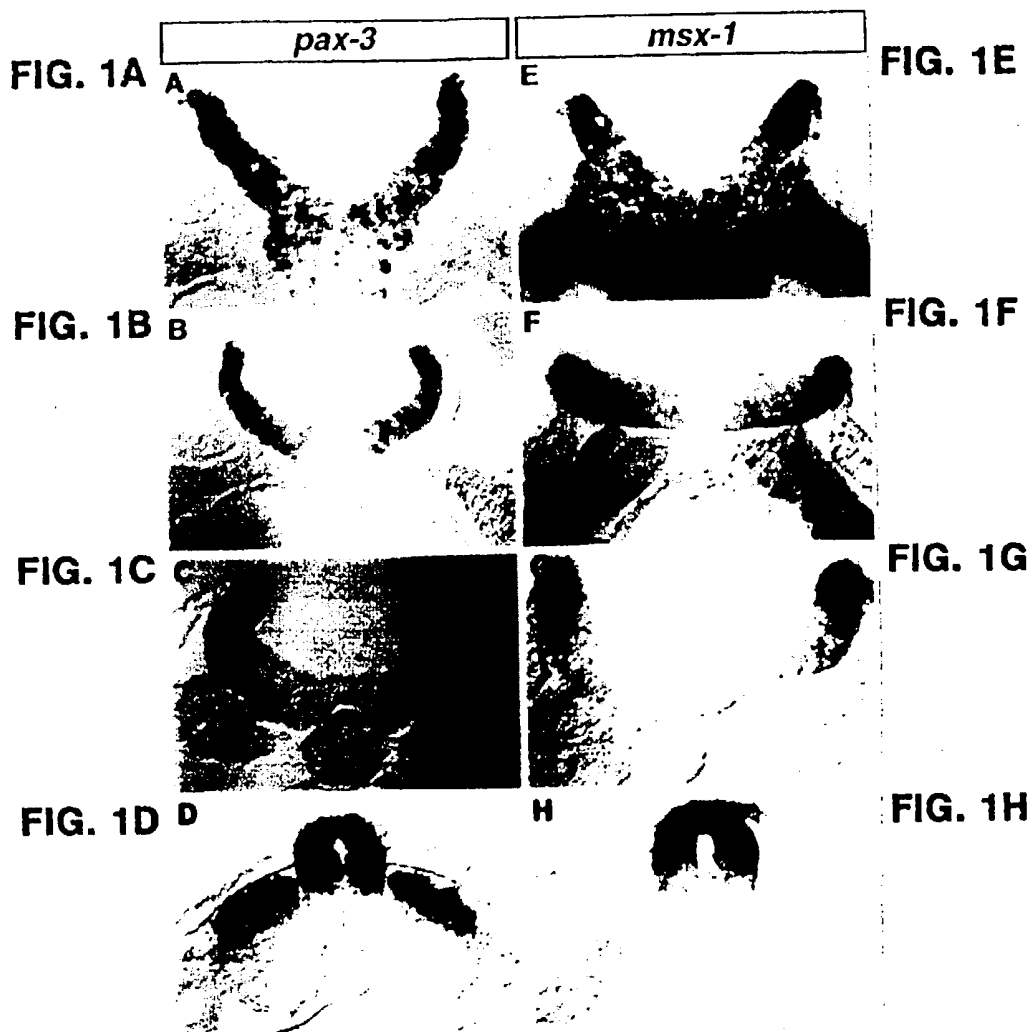 pax-3
msx-1
FIG. 1A
A
E
FIG. 1E
FIG. 1B
B
F
FIG. 1F
FIG. 1C
C
G
FIG. 1G
FIG. 1D
D
H
FIG. 1H